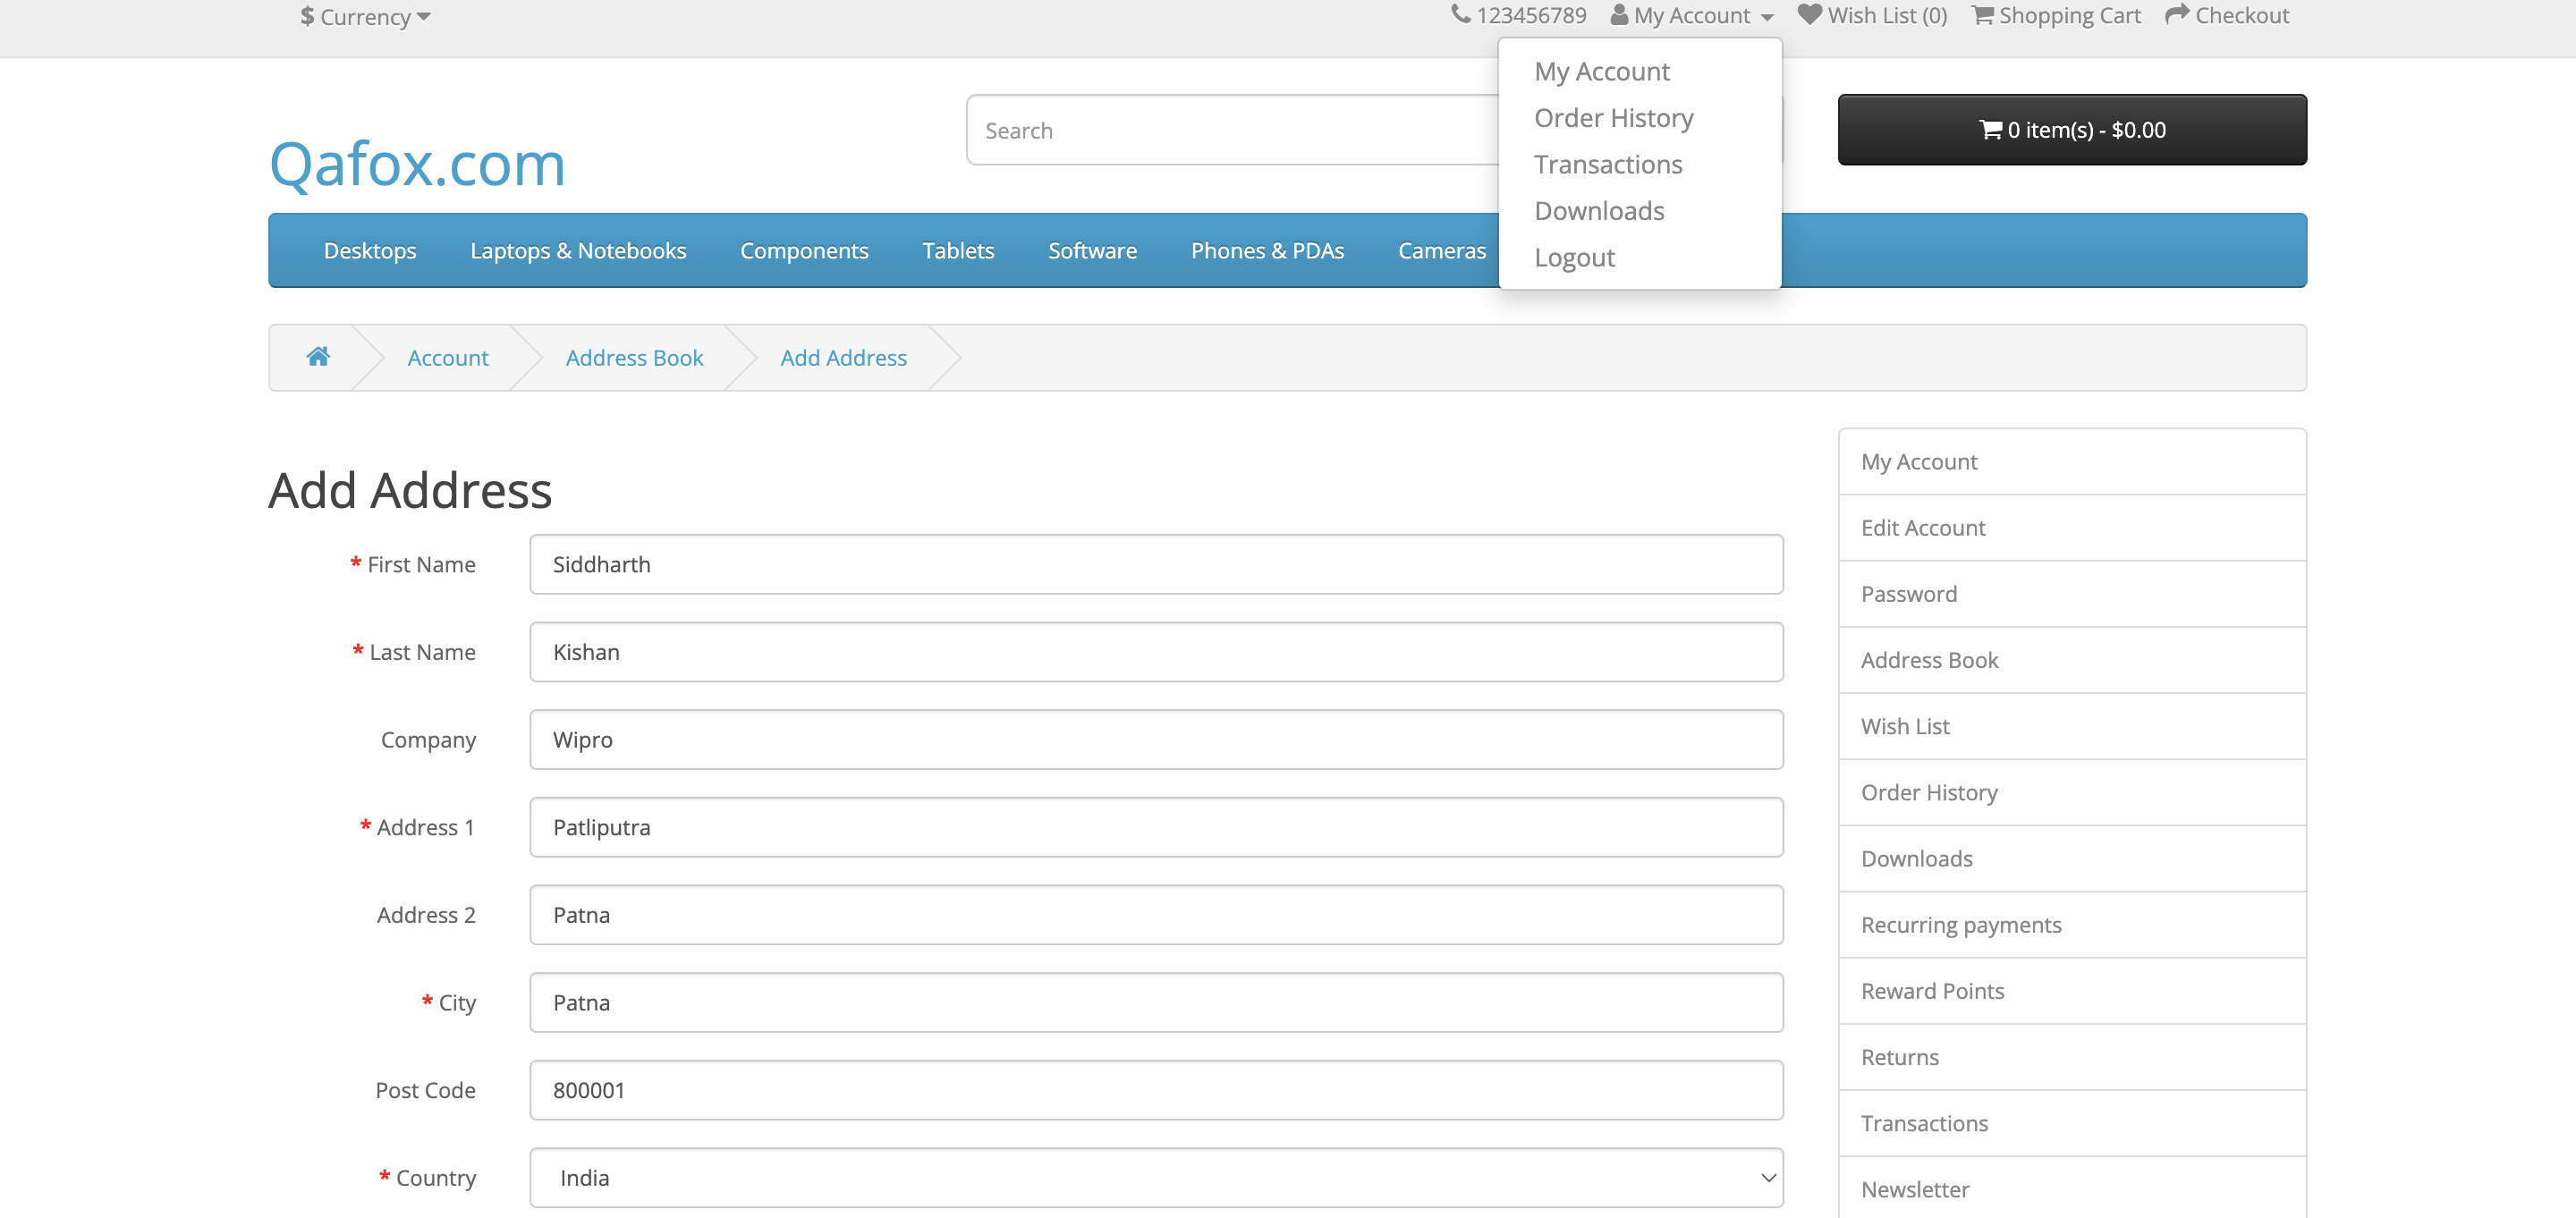 $ Currency
123456789 My Account Wish List (0) Shopping Cart Checkout
My Account
Order History
Transactions
Downloads
Logout
Qafox.com
Search
0 item(s) - $0.00
Desktops Laptops & Notebooks Components Tablets Software Phones & PDAs Cameras
Account Address Book Add Address
Add Address
* First Name Siddharth
* Last Name Kishan
Company Wipro
* Address 1 Patliputra
Address 2 Patna
* City Patna
Post Code 800001
* Country India
My Account
Edit Account
Password
Address Book
Wish List
Order History
Downloads
Recurring payments
Reward Points
Returns
Transactions
Newsletter